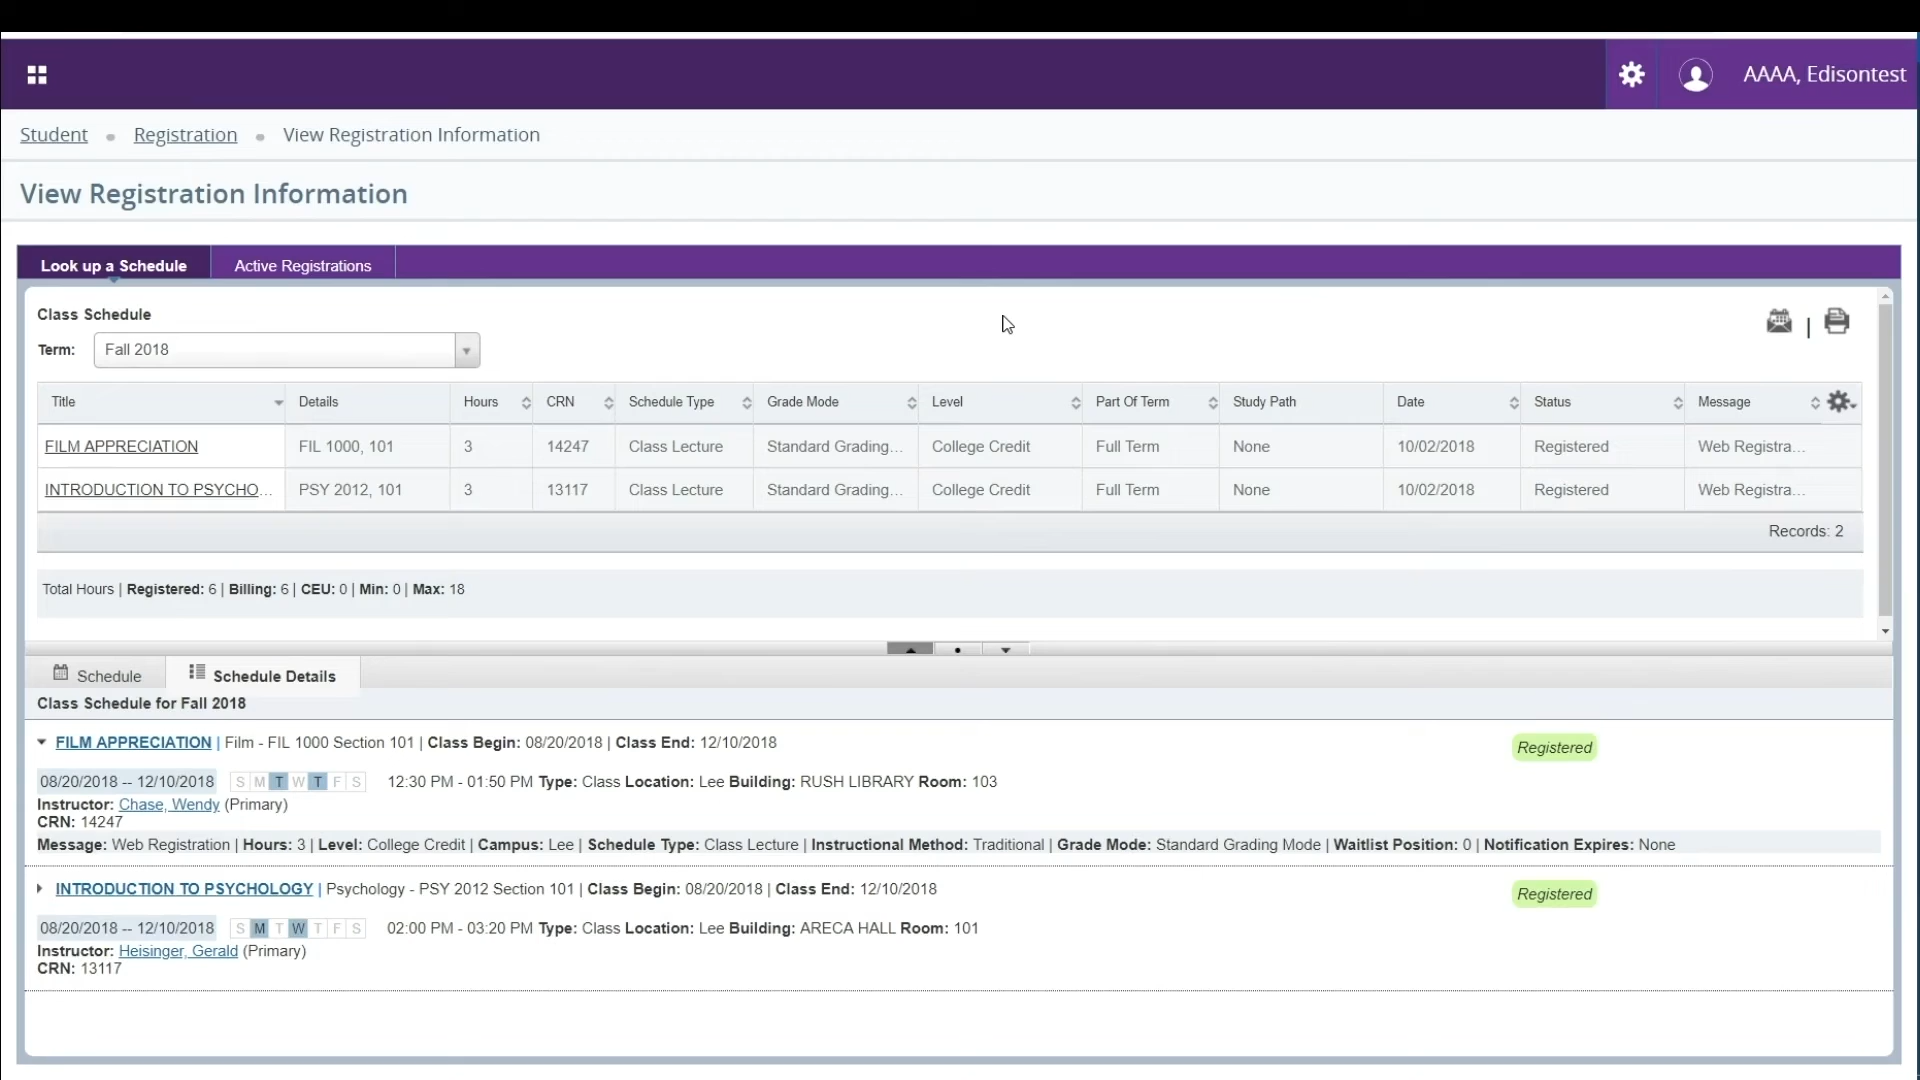 AAAA, Edisontest
Student Registration View Registration Information
View Registration Information
Look up a Schedule Active Registrations
Class Schedule
Term: Fall 2018
Title Details Hours CRN Schedule Type Grade Mode Level Part Of Term Study Path Date Status Message
FILM APPRECIATION FIL 1000, 101 3 14247 Class Lecture Standard Grading... College Credit Full Term None 10/02/2018 Registered Web Registra...
INTRODUCTION TO PSYCHO... PSY 2012, 101 3 13117 Class Lecture Standard Grading... College Credit Full Term None 10/02/2018 Registered Web Registra...
Records: 2
Total Hours | Registered: 6 | Billing: 6 | CEU: 0 | Min: 0 | Max: 18
Schedule Schedule Details
Class Schedule for Fall 2018
FILM APPRECIATION | Film - FIL 1000 Section 101 | Class Begin: 08/20/2018 | Class End: 12/10/2018 Registered
08/20/2018 -- 12/10/2018 S M T W T F S 12:30 PM - 01:50 PM Type: Class Location: Lee Building: RUSH LIBRARY Room: 103
Instructor: Chase, Wendy (Primary)
CRN: 14247
Message: Web Registration | Hours: 3 | Level: College Credit | Campus: Lee | Schedule Type: Class Lecture | Instructional Method: Traditional | Grade Mode: Standard Grading Mode | Waitlist Position: 0 | Notification Expires: None
INTRODUCTION TO PSYCHOLOGY | Psychology - PSY 2012 Section 101 | Class Begin: 08/20/2018 | Class End: 12/10/2018 Registered
08/20/2018 -- 12/10/2018 S M T W T F S 02:00 PM - 03:20 PM Type: Class Location: Lee Building: ARECA HALL Room: 101
Instructor: Heisinger, Gerald (Primary)
CRN: 13117